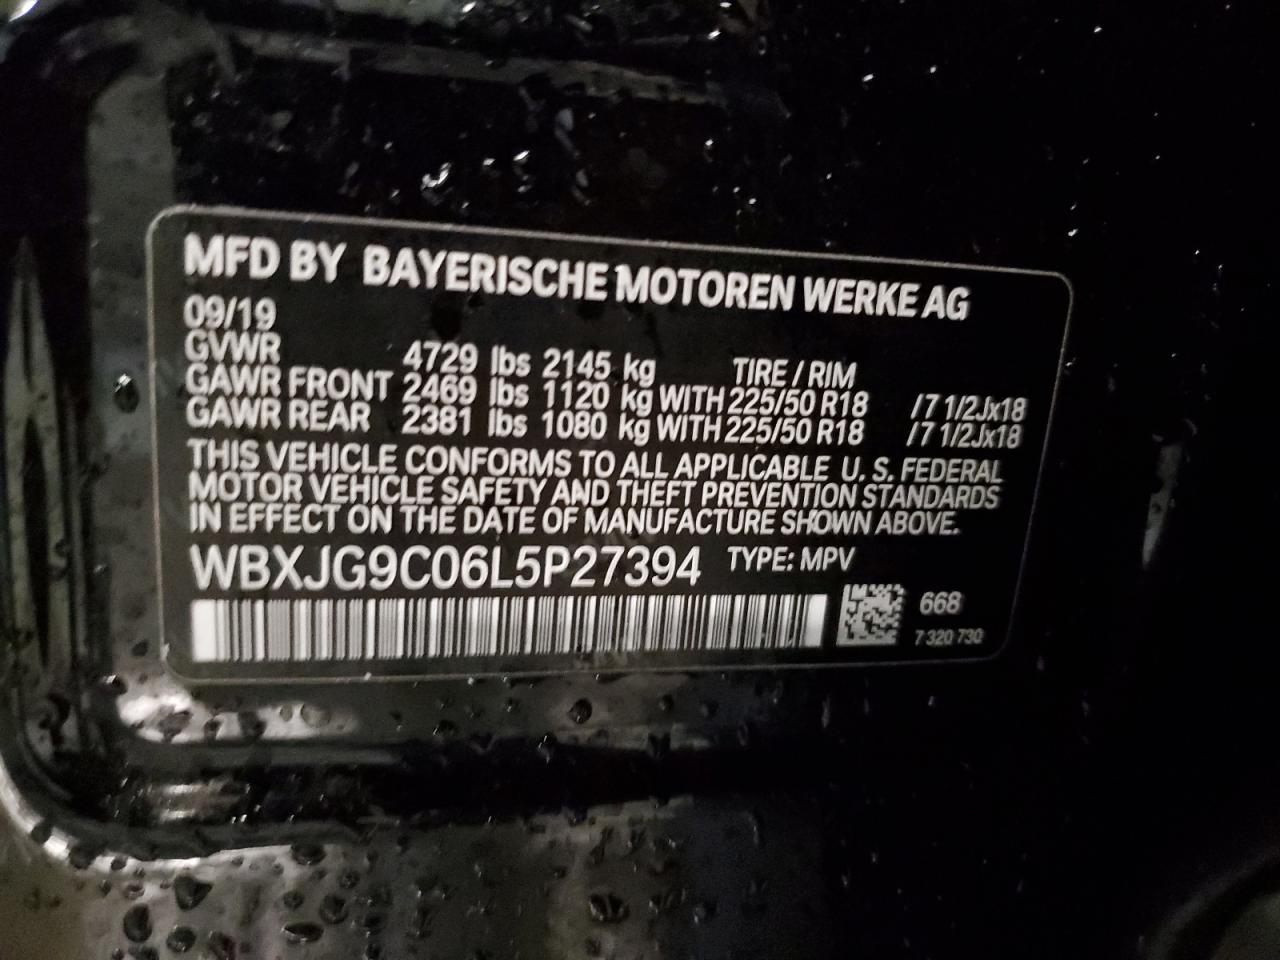 MFD BY BAYERISCHE MOTOREN WERKE AG
09/19
GVWR 4729 lbs 2145 kg TIRE / RIM
GAWR FRONT 2469 lbs 1120 kg WITH 225/50 R18 /7 1/2Jx18
GAWR REAR 2381 lbs 1080 kg WITH 225/50 R18 /7 1/2Jx18
THIS VEHICLE CONFORMS TO ALL APPLICABLE U. S. FEDERAL
MOTOR VEHICLE SAFETY AND THEFT PREVENTION STANDARDS
IN EFFECT ON THE DATE OF MANUFACTURE SHOWN ABOVE.
WBXJG9C06L5P27394 TYPE: MPV
668
7 320 730